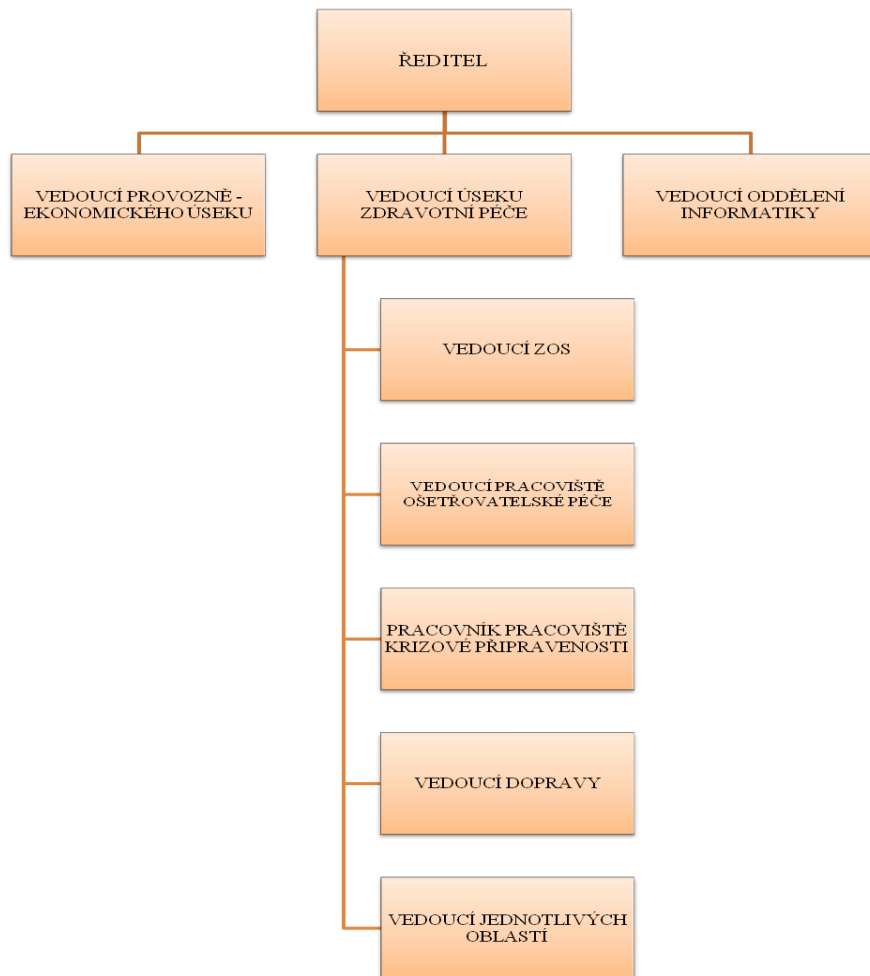 ŘEDITEL
VEDOUCÍ PROVOZNĚ -
EKONOMICKÉHO ÚSEKU
VEDOUCÍ ÚSEKU
ZDRAVOTNÍ PÉČE
VEDOUCÍ ODDĚLENÍ
INFORMATIKY
VEDOUCÍ ZOS
VEDOUCÍ PRACOVIŠTĚ
OŠETŘOVATELSKÉ PÉČE
PRACOVNÍK PRACOVIŠTĚ
KRIZOVÉ PŘIPRAVENOSTI
VEDOUCÍ DOPRAVY
VEDOUCÍ JEDNOTLIVÝCH
OBLASTÍ